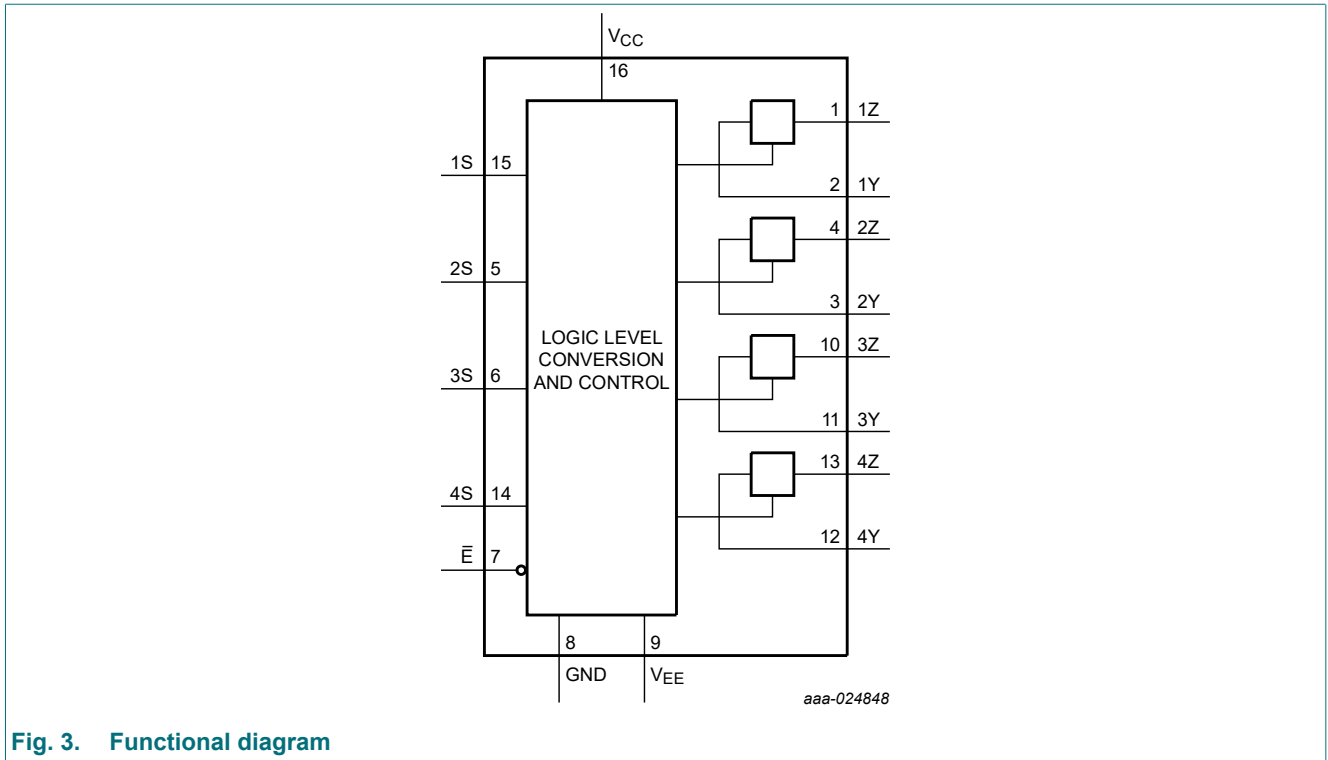 VCC
16
1 1Z
1S 15
2 1Y
4 2Z
2S 5
3 2Y
LOGIC LEVEL
CONVERSION
AND CONTROL
10 3Z
3S 6
11 3Y
13 4Z
4S 14
12 4Y
Ē 7
8
9
GND
VEE
aaa-024848
Fig. 3. Functional diagram